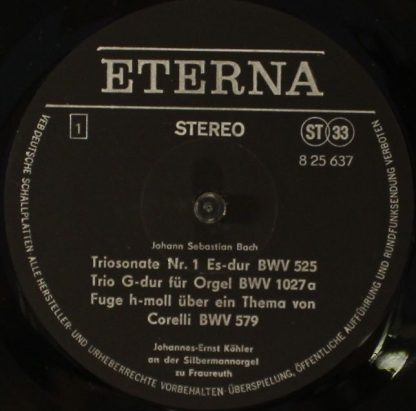 ETERNA
1
STEREO
ST 33
8 25 637
Johann Sebastian Bach
Triosonate Nr. 1 Es-dur BWV 525
Trio G-dur für Orgel BWV 1027a
Fuge h-moll über ein Thema von
Corelli BWV 579
Johannes-Ernst Köhler
an der Silbermannorgel
zu Fraureuth
VEB DEUTSCHE SCHALLPLATTEN ALLE HERSTELLER- UND URHEBERRECHTE VORBEHALTEN · ÜBERSPIELUNG, ÖFFENTLICHE AUFFÜHRUNG UND RUNDFUNKSENDUNG VERBOTEN